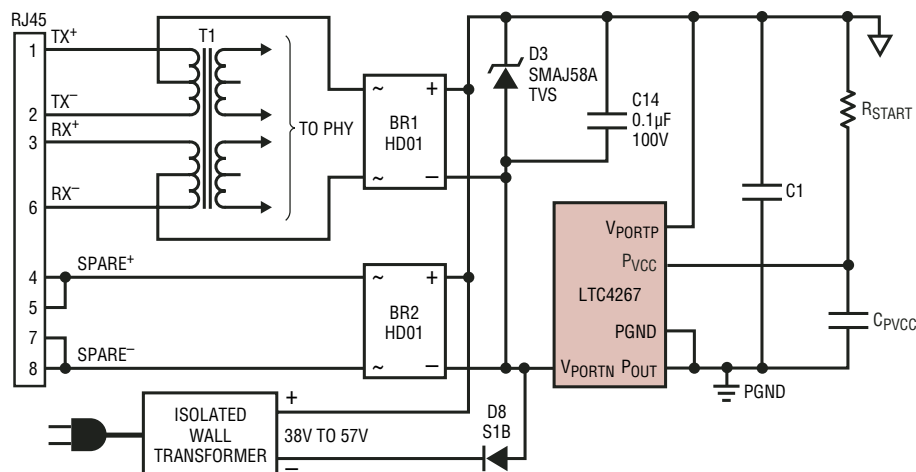 RJ45
1 TX+
2 TX−
3 RX+
6 RX−
4 SPARE+
5
7
8 SPARE−
T1
TO PHY
~ +
BR1
HD01
~ −
~ +
BR2
HD01
~ −
D3
SMAJ58A
TVS
C14
0.1µF
100V
RSTART
C1
VPORTP
PVCC
LTC4267
PGND
VPORTN POUT
CPVCC
PGND
ISOLATED
WALL
TRANSFORMER
+
38V TO 57V
−
D8
S1B